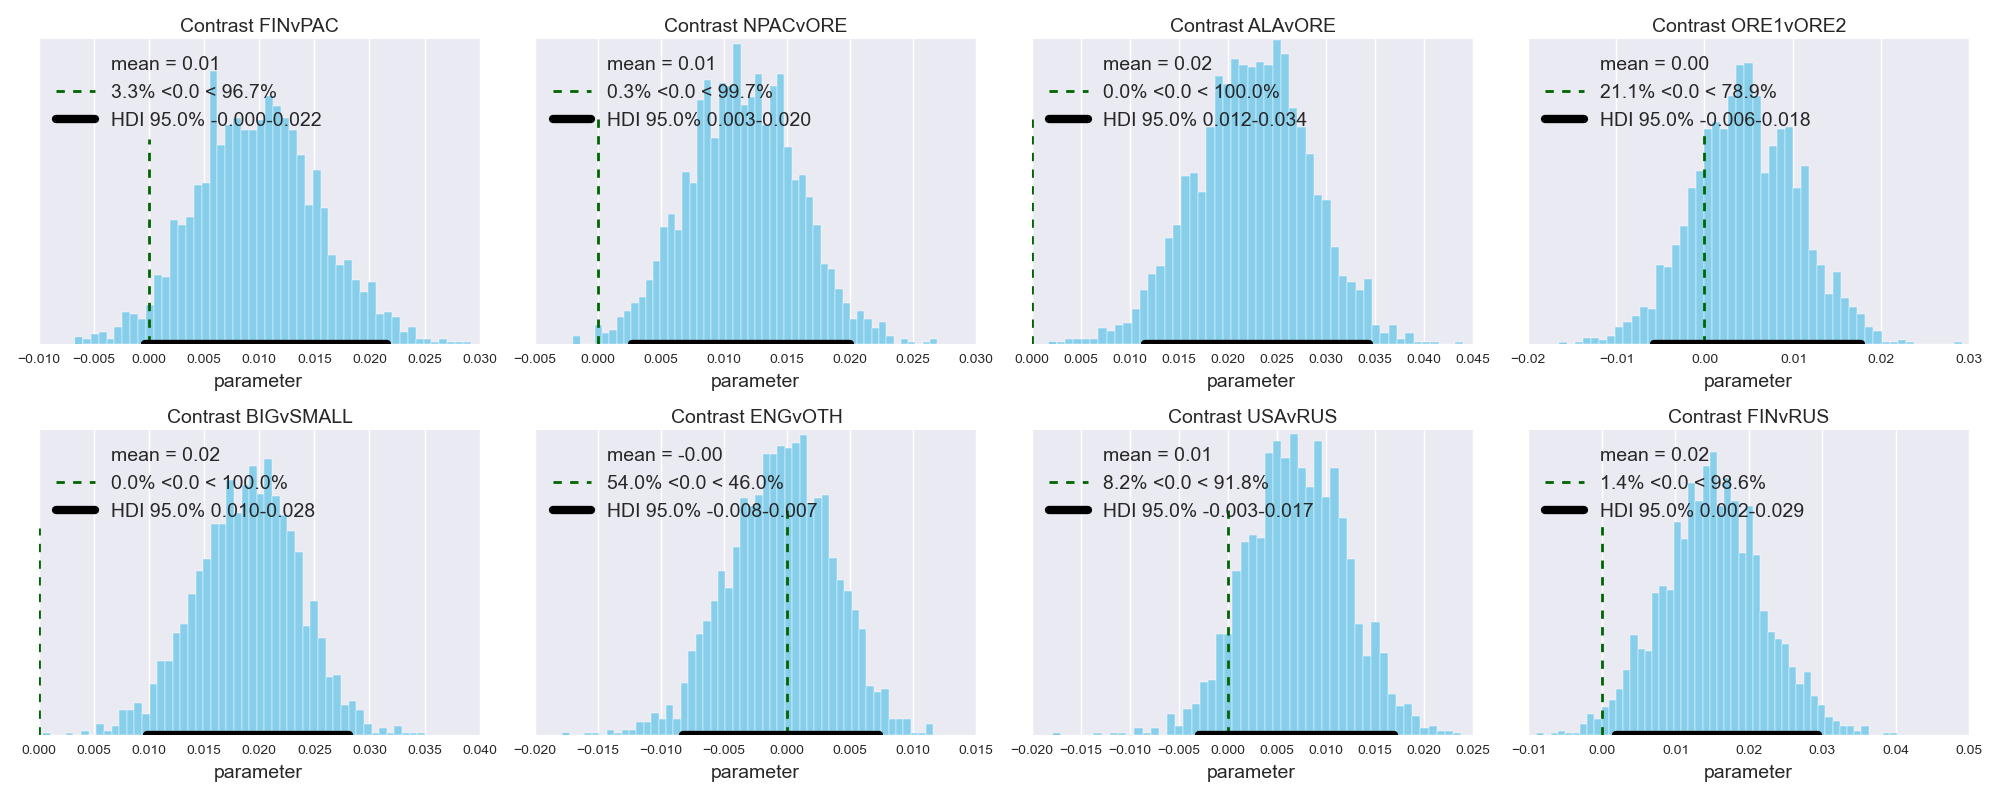 Contrast FINvPAC
mean = 0.01
3.3% <0.0 < 96.7%
HDI 95.0% -0.000-0.022
−0.010 −0.005 0.000 0.005 0.010 0.015 0.020 0.025 0.030
parameter
Contrast NPACvORE
mean = 0.01
0.3% <0.0 < 99.7%
HDI 95.0% 0.003-0.020
−0.005 0.000 0.005 0.010 0.015 0.020 0.025 0.030
parameter
Contrast ALAvORE
mean = 0.02
0.0% <0.0 < 100.0%
HDI 95.0% 0.012-0.034
0.000 0.005 0.010 0.015 0.020 0.025 0.030 0.035 0.040 0.045
parameter
Contrast ORE1vORE2
mean = 0.00
21.1% <0.0 < 78.9%
HDI 95.0% -0.006-0.018
−0.02 −0.01 0.00 0.01 0.02 0.03
parameter
Contrast BIGvSMALL
mean = 0.02
0.0% <0.0 < 100.0%
HDI 95.0% 0.010-0.028
0.000 0.005 0.010 0.015 0.020 0.025 0.030 0.035 0.040
parameter
Contrast ENGvOTH
mean = -0.00
54.0% <0.0 < 46.0%
HDI 95.0% -0.008-0.007
−0.020 −0.015 −0.010 −0.005 0.000 0.005 0.010 0.015
parameter
Contrast USAvRUS
mean = 0.01
8.2% <0.0 < 91.8%
HDI 95.0% -0.003-0.017
−0.020 −0.015 −0.010 −0.005 0.000 0.005 0.010 0.015 0.020 0.025
parameter
Contrast FINvRUS
mean = 0.02
1.4% <0.0 < 98.6%
HDI 95.0% 0.002-0.029
−0.01 0.00 0.01 0.02 0.03 0.04 0.05
parameter